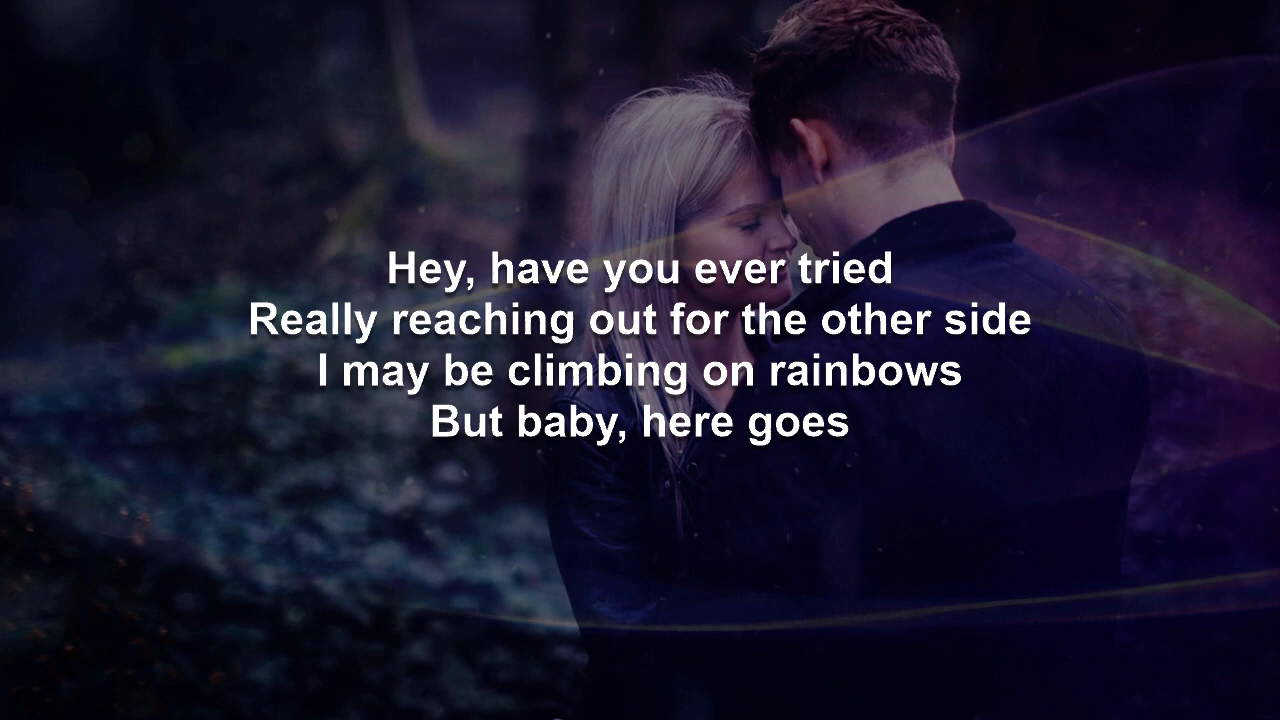 Hey, have you ever tried
Really reaching out for the other side
I may be climbing on rainbows
But baby, here goes